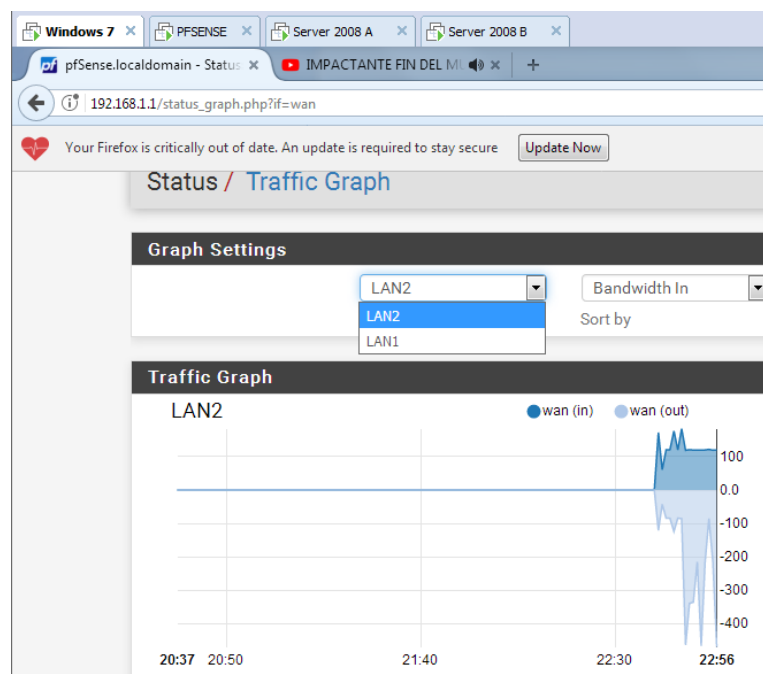 Windows 7 × PFSENSE × Server 2008 A × Server 2008 B ×
pf pfSense.localdomain - Status × IMPACTANTE FIN DEL MU × +
192.168.1.1/status_graph.php?if=wan
Your Firefox is critically out of date. An update is required to stay secure Update Now
Status / Traffic Graph
Graph Settings
LAN2 Bandwidth In
LAN2 Sort by
LAN1
Traffic Graph
LAN2 wan (in) wan (out)
100
0.0
-100
-200
-300
-400
20:37 20:50 21:40 22:30 22:56